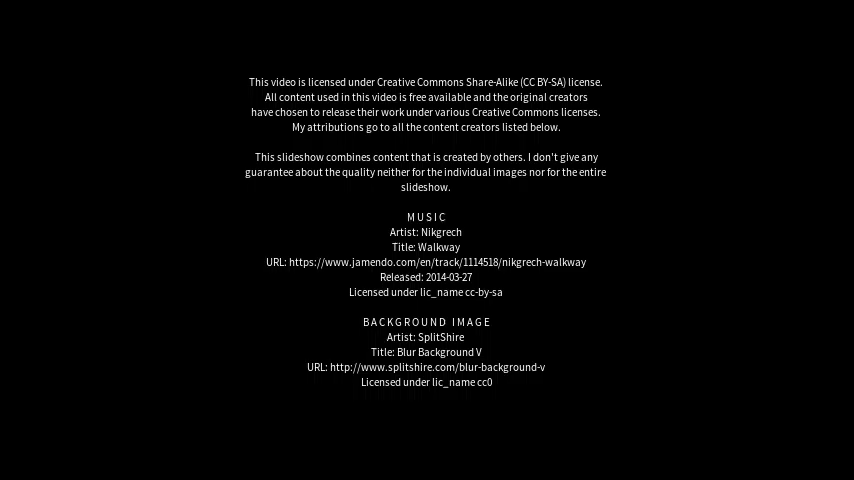 This video is licensed under Creative Commons Share-Alike (CC BY-SA) license.
All content used in this video is free available and the original creators
have chosen to release their work under various Creative Commons licenses.
My attributions go to all the content creators listed below.
This slideshow combines content that is created by others. I don't give any
guarantee about the quality neither for the individual images nor for the entire
slideshow.
MUSIC
Artist: Nikgrech
Title: Walkway
URL: https://www.jamendo.com/en/track/1114518/nikgrech-walkway
Released: 2014-03-27
Licensed under lic_name cc-by-sa
BACKGROUND IMAGE
Artist: SplitShire
Title: Blur Background V
URL: http://www.splitshire.com/blur-background-v
Licensed under lic_name cc0